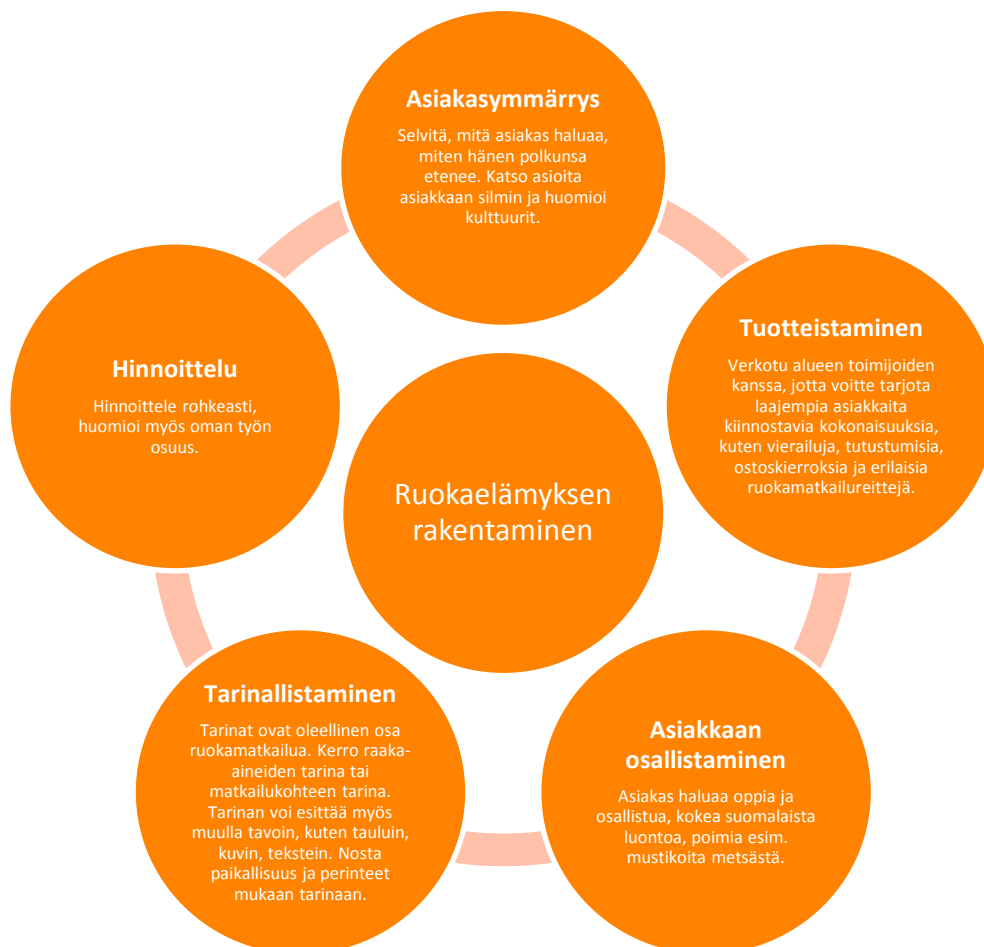 Asiakasymmärrys
Selvitä, mitä asiakas haluaa,
miten hänen polkunsa
etenee. Katso asioita
asiakkaan silmin ja huomioi
kulttuurit.
Tuotteistaminen
Verkotu alueen toimijoiden
kanssa, jotta voitte tarjota
laajempia asiakkaita
kiinnostavia kokonaisuuksia,
kuten vierailuja, tutustumisia,
ostoskierroksia ja erilaisia
ruokamatkailureittejä.
Asiakkaan
osallistaminen
Asiakas haluaa oppia ja
osallistua, kokea suomalaista
luontoa, poimia esim.
mustikoita metsästä.
Tarinallistaminen
Tarinat ovat oleellinen osa
ruokamatkailua. Kerro raaka-
aineiden tarina tai
matkailukohteen tarina.
Tarinan voi esittää myös
muulla tavoin, kuten tauluin,
kuvin, tekstein. Nosta
paikallisuus ja perinteet
mukaan tarinaan.
Hinnoittelu
Hinnoittele rohkeasti,
huomioi myös oman työn
osuus.
Ruokaelämyksen
rakentaminen